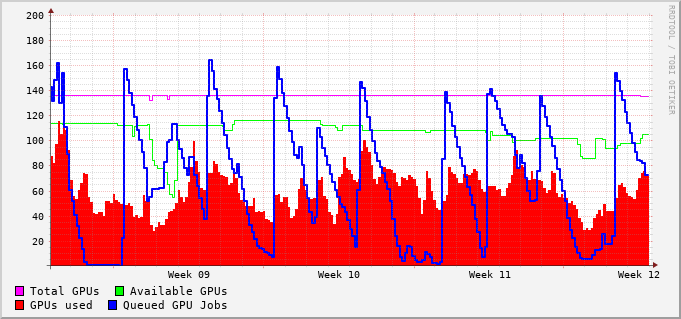 RRDTOOL / TOBI OETIKER
200
180
160
140
120
100
80
60
40
20
Week 09 Week 10 Week 11 Week 12
Total GPUs Available GPUs
GPUs used Queued GPU Jobs